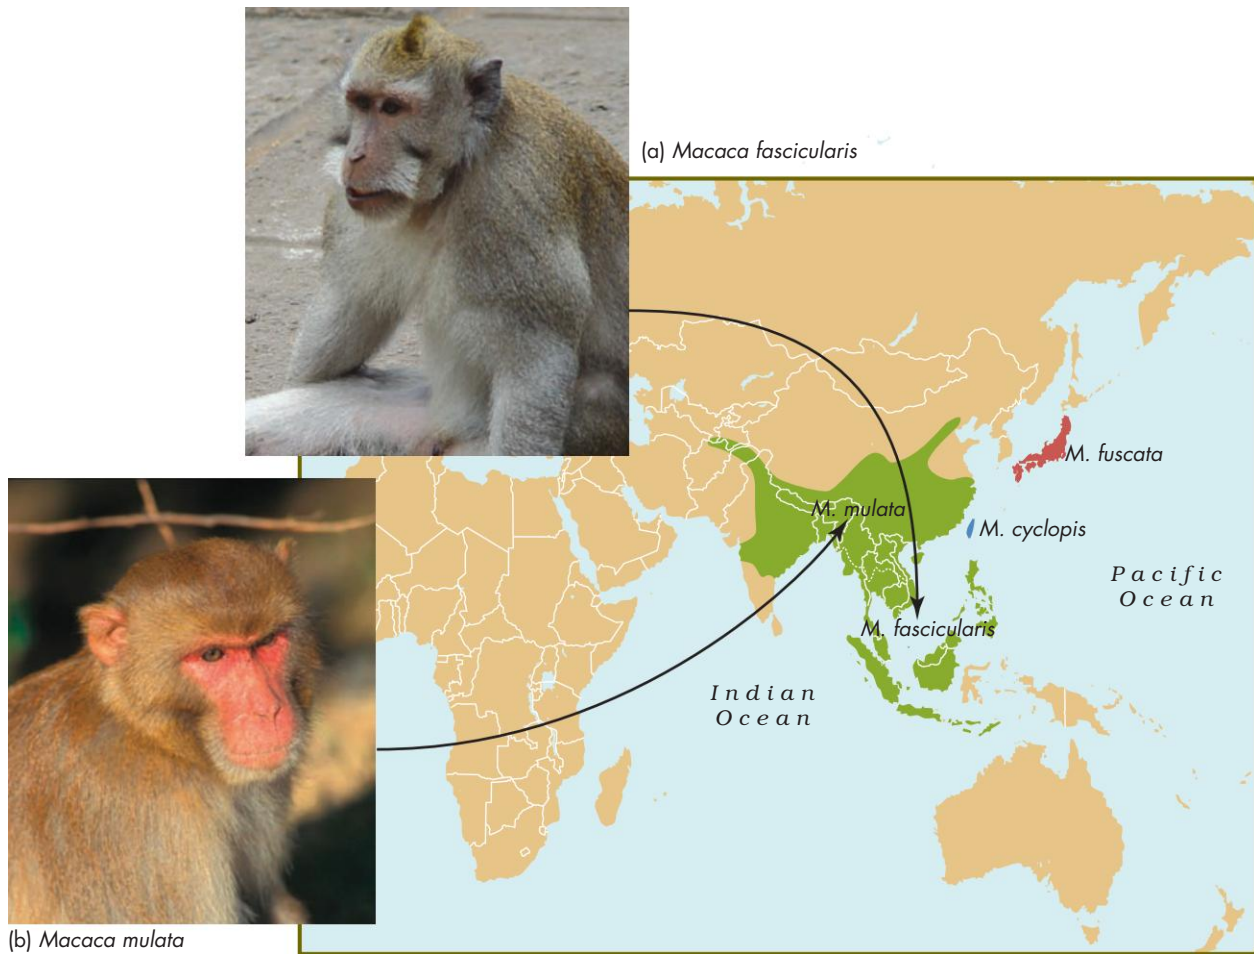 (a) Macaca fascicularis
M. fuscata
M. mulata
M. cyclopis
Pacific
Ocean
M. fascicularis
Indian
Ocean
(b) Macaca mulata